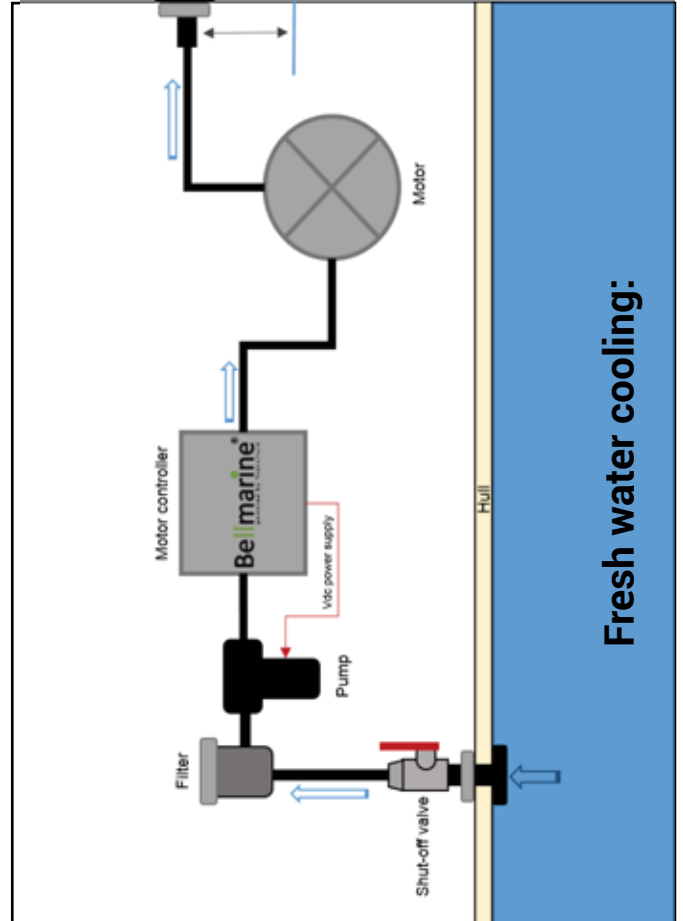 Fresh water cooling:
Filter
Pump
Motor controller
Bellmarine®
Vdc power supply
Motor
Shut-off valve
Hull